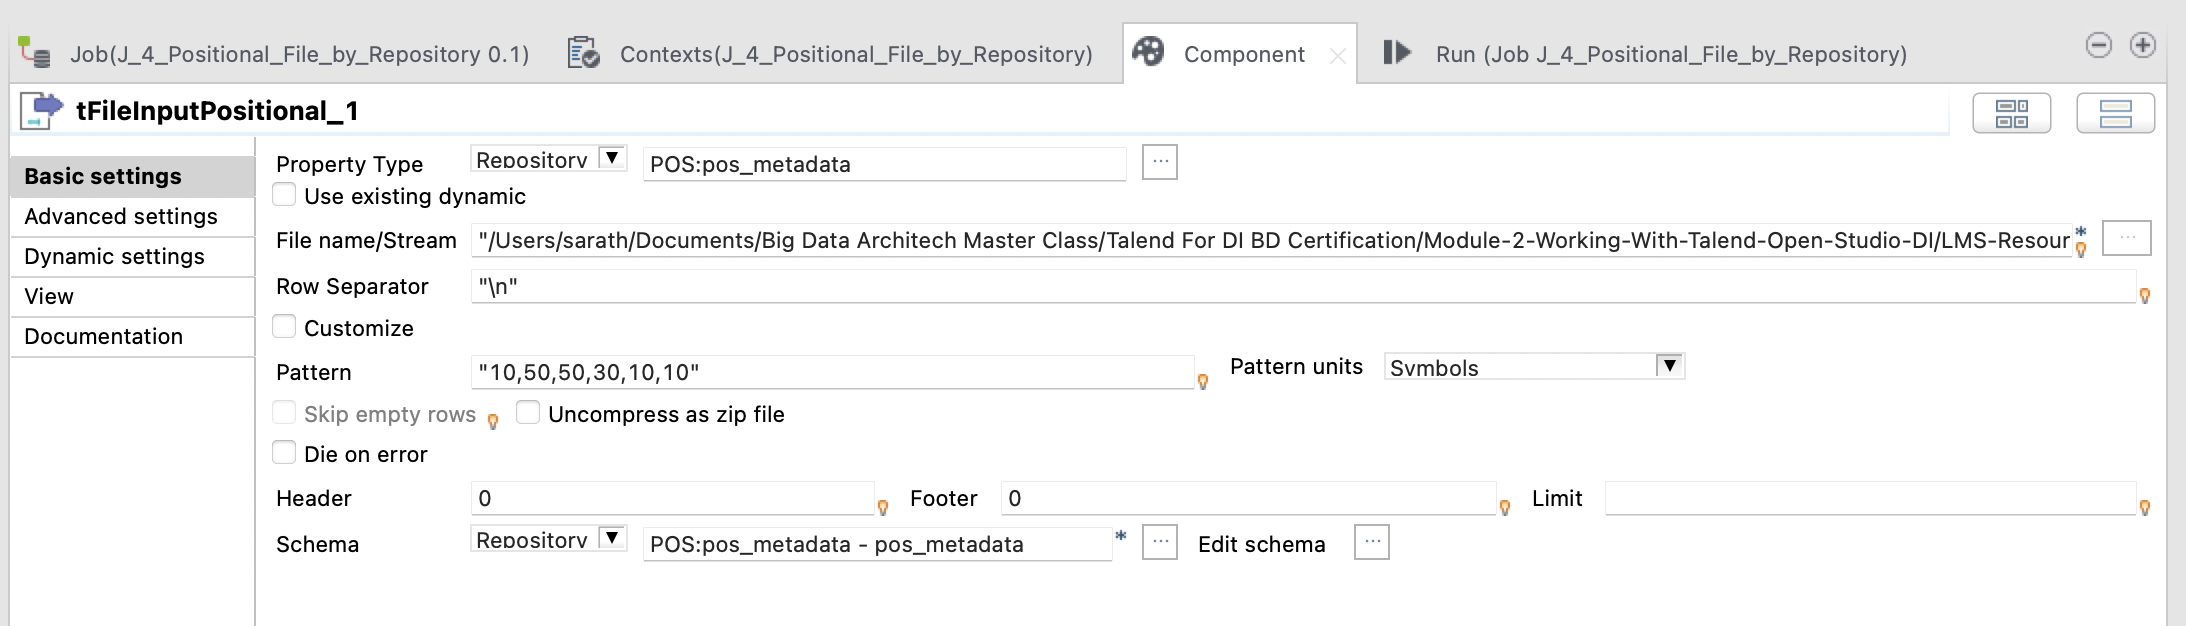 Job(J_4_Positional_File_by_Repository 0.1) Contexts(J_4_Positional_File_by_Repository) Component Run (Job J_4_Positional_File_by_Repository)
tFileInputPositional_1
Basic settings
Advanced settings
Dynamic settings
View
Documentation
Property Type Repository POS:pos_metadata ...
Use existing dynamic
File name/Stream "/Users/sarath/Documents/Big Data Architech Master Class/Talend For DI BD Certification/Module-2-Working-With-Talend-Open-Studio-DI/LMS-Resour * ...
Row Separator "\n"
Customize
Pattern "10,50,50,30,10,10" Pattern units Symbols
Skip empty rows Uncompress as zip file
Die on error
Header 0 Footer 0 Limit
Schema Repository POS:pos_metadata - pos_metadata * ... Edit schema ...